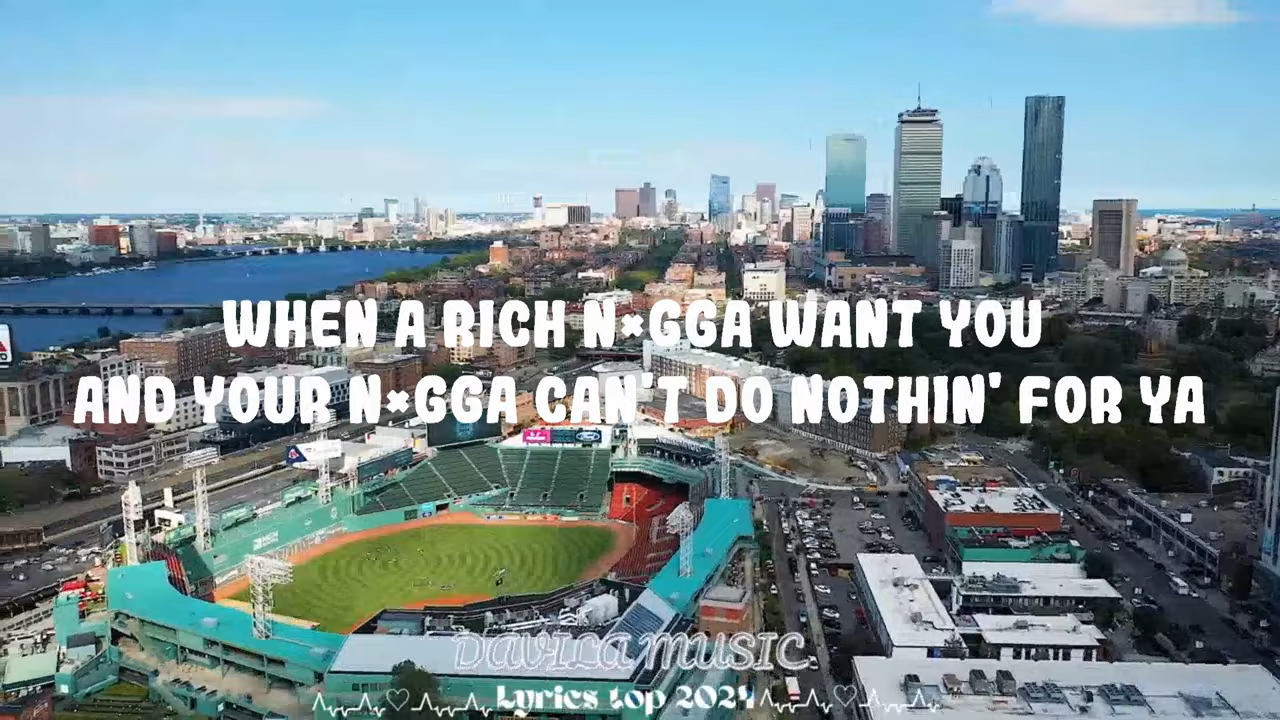 WHEN A RICH N*GGA WANT YOU
AND YOUR N*GGA CAN'T DO NOTHIN' FOR YA
DAVILA MUSIC
Lyrics top 2024